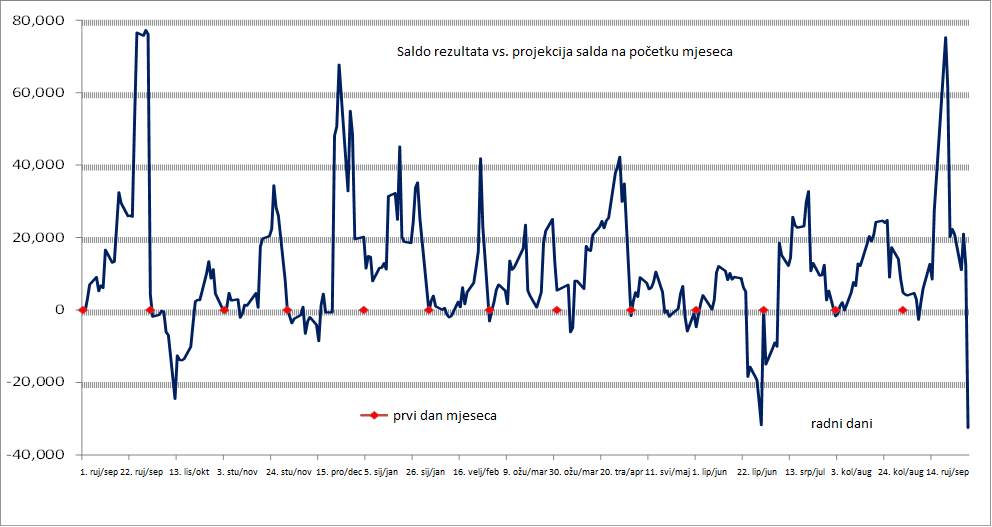 80,000
Saldo rezultata vs. projekcija salda na početku mjeseca
60,000
40,000
20,000
0
-20,000
prvi dan mjeseca
radni dani
-40,000
1. ruj/sep 22. ruj/sep 13. lis/okt 3. stu/nov 24. stu/nov 15. pro/dec 5. sij/jan 26. sij/jan 16. velj/feb 9. ožu/mar 30. ožu/mar 20. tra/apr 11. svi/maj 1. lip/jun 22. lip/jun 13. srp/jul 3. kol/aug 24. kol/aug 14. ruj/sep